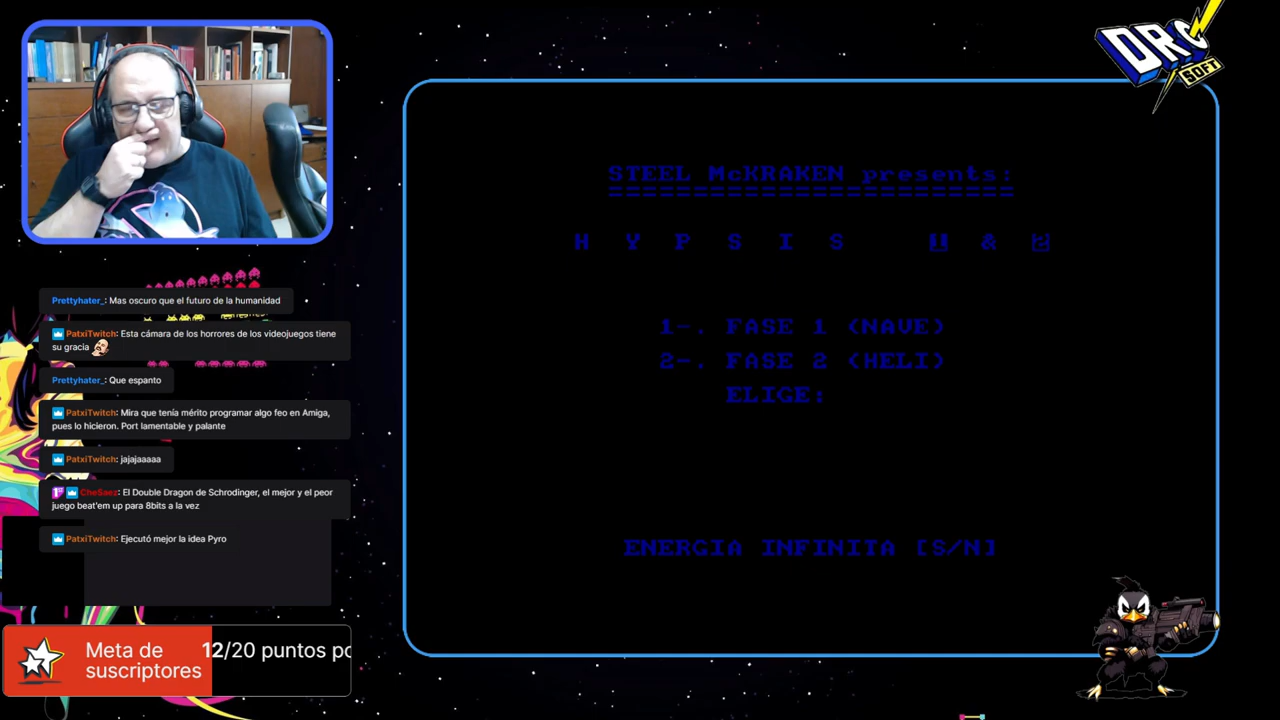 DRC
SOFT
STEEL McKRAKEN presents:
========================
H Y P S I S & 
1-. FASE 1 (NAVE)
2-. FASE 2 (HELI)
ELIGE:
ENERGIA INFINITA [S/N]
Prettyhater_: Mas oscuro que el futuro de la humanidad
PatxiTwitch: Esta cámara de los horrores de los videojuegos tiene
su gracia
Prettyhater_: Que espanto
PatxiTwitch: Mira que tenía mérito programar algo feo en Amiga,
pues lo hicieron. Port lamentable y palante
PatxiTwitch: jajajaaaaa
CheSaez: El Double Dragon de Schrodinger, el mejor y el peor
juego beat'em up para 8bits a la vez
PatxiTwitch: Ejecutó mejor la idea Pyro
Meta de
suscriptores
12/20 puntos po